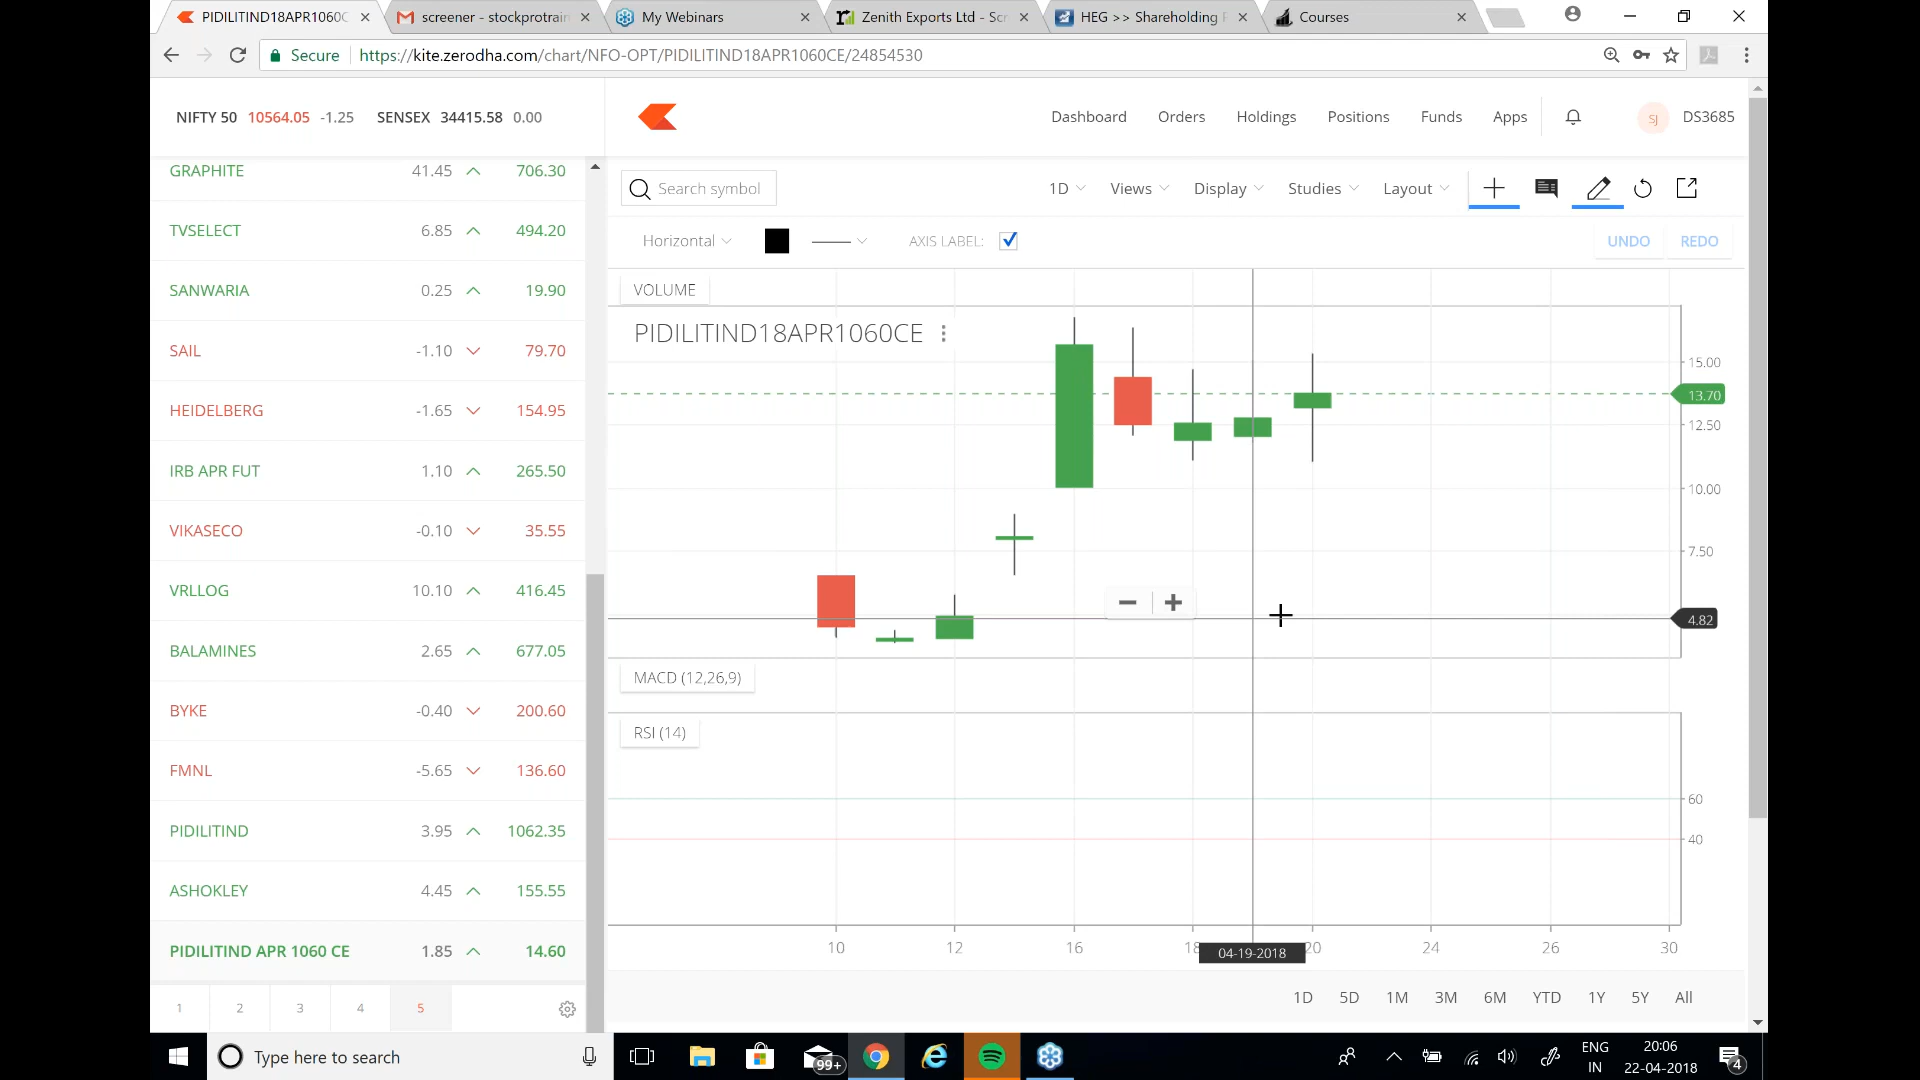 PIDILITIND18APR1060C
screener - stockprotrain
My Webinars
Zenith Exports Ltd - Scr
HEG >> Shareholding P
Courses
Secure
https://kite.zerodha.com/chart/NFO-OPT/PIDILITIND18APR1060CE/24854530
NIFTY 50 10564.05 -1.25 SENSEX 34415.58 0.00
Dashboard Orders Holdings Positions Funds Apps SJ DS3685
GRAPHITE 41.45 706.30
TVSELECT 6.85 494.20
SANWARIA 0.25 19.90
SAIL -1.10 79.70
HEIDELBERG -1.65 154.95
IRB APR FUT 1.10 265.50
VIKASECO -0.10 35.55
VRLLOG 10.10 416.45
BALAMINES 2.65 677.05
BYKE -0.40 200.60
FMNL -5.65 136.60
PIDILITIND 3.95 1062.35
ASHOKLEY 4.45 155.55
PIDILITIND APR 1060 CE 1.85 14.60
1 2 3 4 5
Search symbol 1D Views Display Studies Layout
Horizontal AXIS LABEL: UNDO REDO
VOLUME
PIDILITIND18APR1060CE
15.00
13.70
12.50
10.00
7.50
4.82
MACD (12,26,9)
RSI (14)
60
40
10 12 16 18 20 24 26 30
04-19-2018
1D 5D 1M 3M 6M YTD 1Y 5Y All
Type here to search
99+
ENG
IN
20:06
22-04-2018
4